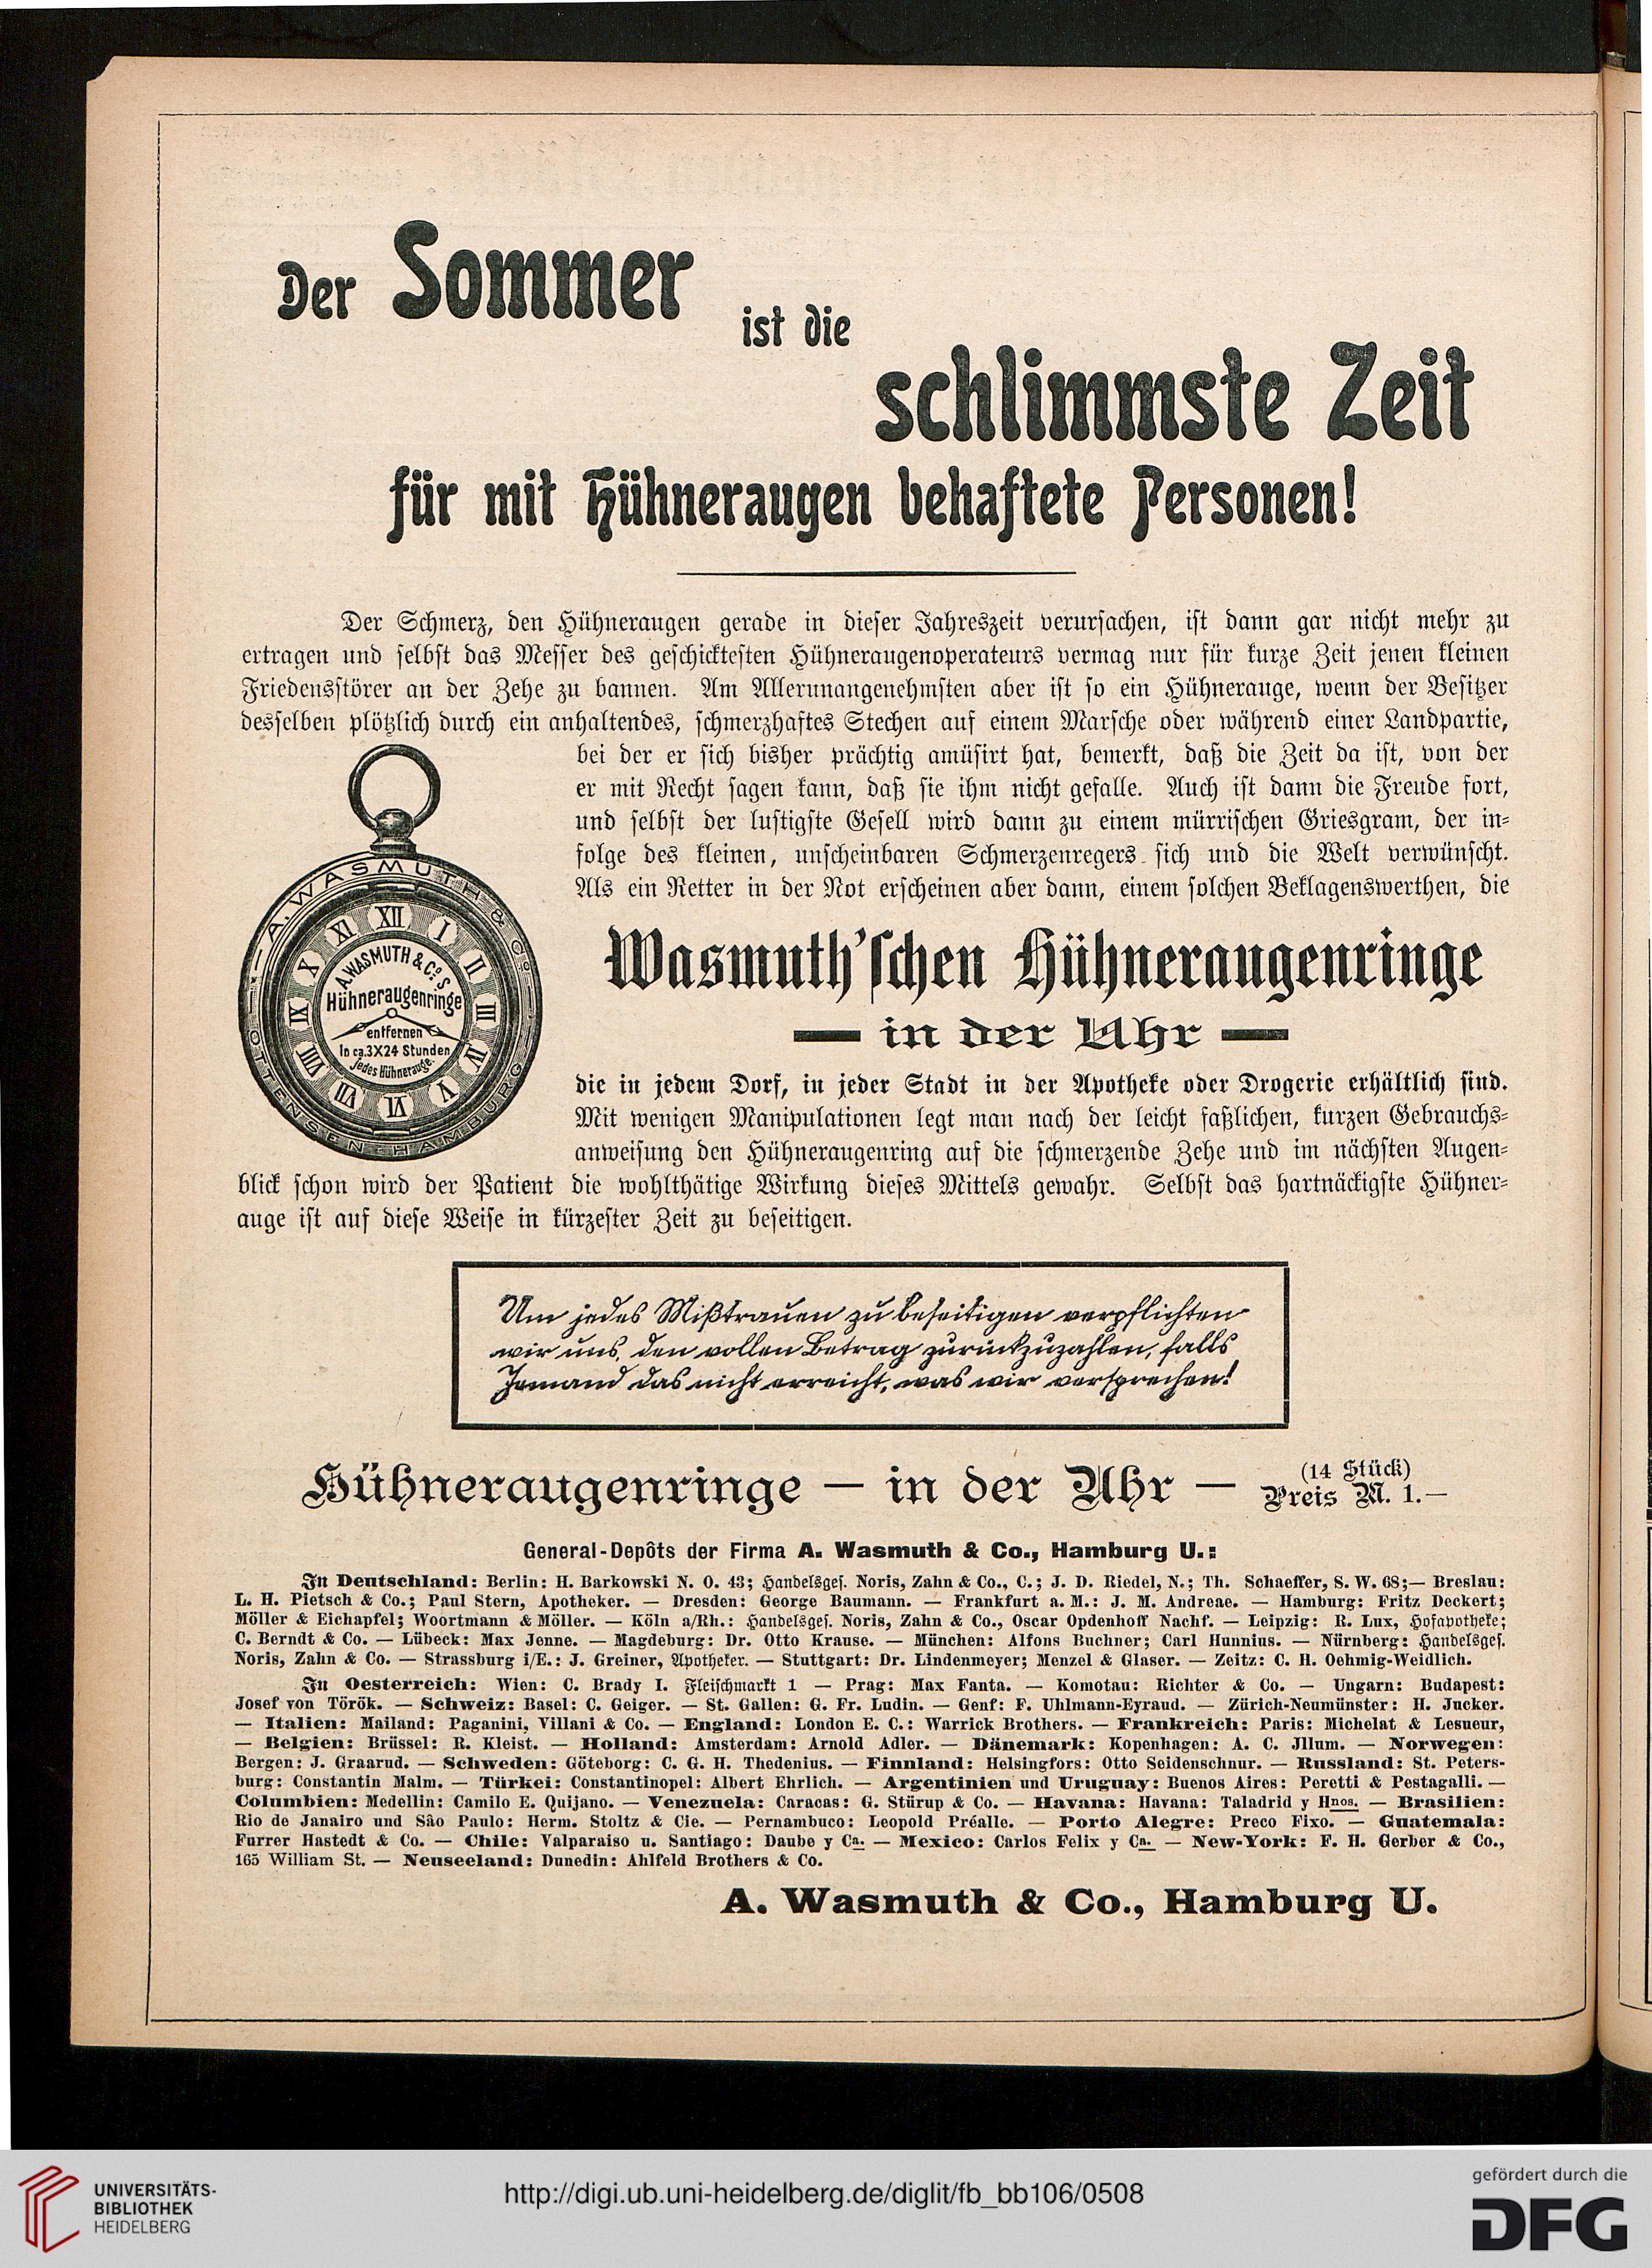 Der Sommer
ist die
schlimmste Zeit
für mit Hühneraugen behaftete Personen!
Der Schmerz, den Hühneraugen gerade in dieser Jahreszeit verursachen, ist dann gar nicht mehr zu
ertragen und selbst das Messer des geschicktesten Hühneraugenoperateurs vermag nur für kurze Zeit jenen kleinen
Friedensstörer an der Zehe zu bannen. Am Allerunangenehmsten aber ist so ein Hühnerauge, wenn der Besitzer
desselben plötzlich durch ein anhaltendes, schmerzhaftes Stechen auf einem Marsche oder während einer Landpartie,
bei der er sich bisher prächtig amüsirt hat, bemerkt, daß die Zeit da ist, von der
er mit Recht sagen kann, daß sie ihm nicht gefalle. Auch ist dann die Freude fort,
und selbst der lustigste Gesell wird dann zu einem mürrischen Griesgram, der in-
folge des kleinen, unscheinbaren Schmerzenregers sich und die Welt verwünscht.
Als ein Retter in der Not erscheinen aber dann, einem solchen Beklagenswerthen, die
A. WASMUTH & Co.
OTTENSEN-HAMBURG
XII I II III IV V VI VII VIII IX X XI
A. WASMUTH & Co.'s
Hühneraugenringe
entfernen
In ca. 3X24 Stunden
jedes Hühnerauge.
Wasmuth'schen Hühneraugenringe
— in der Uhr —
die in jedem Dorf, in jeder Stadt in der Apotheke oder Drogerie erhältlich sind.
Mit wenigen Manipulationen legt man nach der leicht faßlichen, kurzen Gebrauchs-
anweisung den Hühneraugenring auf die schmerzende Zehe und im nächsten Augen-
blick schon wird der Patient die wohlthätige Wirkung dieses Mittels gewahr. Selbst das hartnäckigste Hühner-
auge ist auf diese Weise in kürzester Zeit zu beseitigen.
Um jedes Mißtrauen zu beseitigen verpflichten
wir uns, den vollen Betrag zurückzuzahlen, falls
Jemand das nicht erreicht, was wir versprechen!
Hühneraugenringe — in der Uhr — (14 Stück)
Preis M. 1.—
General-Depôts der Firma A. Wasmuth & Co., Hamburg U.:
In Deutschland: Berlin: H. Barkowski N. O. 43; Handelsges. Noris, Zahn & Co., C.; J. D. Riedel, N.; Th. Schaeffer, S. W. 68;— Breslau:
L. H. Pietsch & Co.; Paul Stern, Apotheker. — Dresden: George Baumann. — Frankfurt a. M.: J. M. Andreae. — Hamburg: Fritz Deckert;
Möller & Eichapfel; Woortmann & Möller. — Köln a/Rh.: Handelsges. Noris, Zahn & Co., Oscar Opdenhoff Nachf. — Leipzig: R. Lux, Hofapotheke;
C. Berndt & Co. — Lübeck: Max Jenne. — Magdeburg: Dr. Otto Krause. — München: Alfons Buchner; Carl Hunnius. — Nürnberg: Handelsges.
Noris, Zahn & Co. — Strassburg i/E.: J. Greiner, Apotheker. — Stuttgart: Dr. Lindenmeyer; Menzel & Glaser. — Zeitz: C. H. Oehmig-Weidlich.
In Oesterreich: Wien: C. Brady I. Fleischmarkt 1 — Prag: Max Fanta. — Komotau: Richter & Co. — Ungarn: Budapest:
Josef von Török. — Schweiz: Basel: C. Geiger. — St. Gallen: G. Fr. Ludin. — Genf: F. Uhlmann-Eyraud. — Zürich-Neumünster: H. Jucker.
— Italien: Mailand: Paganini, Villani & Co. — England: London E. C.: Warrick Brothers. — Frankreich: Paris: Michelat & Lesueur,
— Belgien: Brüssel: R. Kleist. — Holland: Amsterdam: Arnold Adler. — Dänemark: Kopenhagen: A. C. Jllum. — Norwegen:
Bergen: J. Graarud. — Schweden: Göteborg: C. G. H. Thedenius. — Finnland: Helsingfors: Otto Seidenschnur. — Russland: St. Peters-
burg: Constantin Malm. — Türkei: Constantinopel: Albert Ehrlich. — Argentinien und Uruguay: Buenos Aires: Peretti & Pestagalli. —
Columbien: Medellin: Camilo E. Quijano. — Venezuela: Caracas: G. Stürup & Co. — Havana: Havana: Taladrid y Hnos. — Brasilien:
Rio de Janairo und Sâo Paulo: Herm. Stoltz & Cie. — Pernambuco: Leopold Préalle. — Porto Alegre: Preco Fixo. — Guatemala:
Furrer Hastedt & Co. — Chile: Valparaiso u. Santiago: Daube y Ca. — Mexico: Carlos Felix y Ca. — New-York: F. H. Gerber & Co.,
165 William St. — Neuseeland: Dunedin: Ahlfeld Brothers & Co.
A. Wasmuth & Co., Hamburg U.
UNIVERSITÄTS-
BIBLIOTHEK
HEIDELBERG
http://digi.ub.uni-heidelberg.de/diglit/fb_bb106/0508
gefördert durch die
DFG